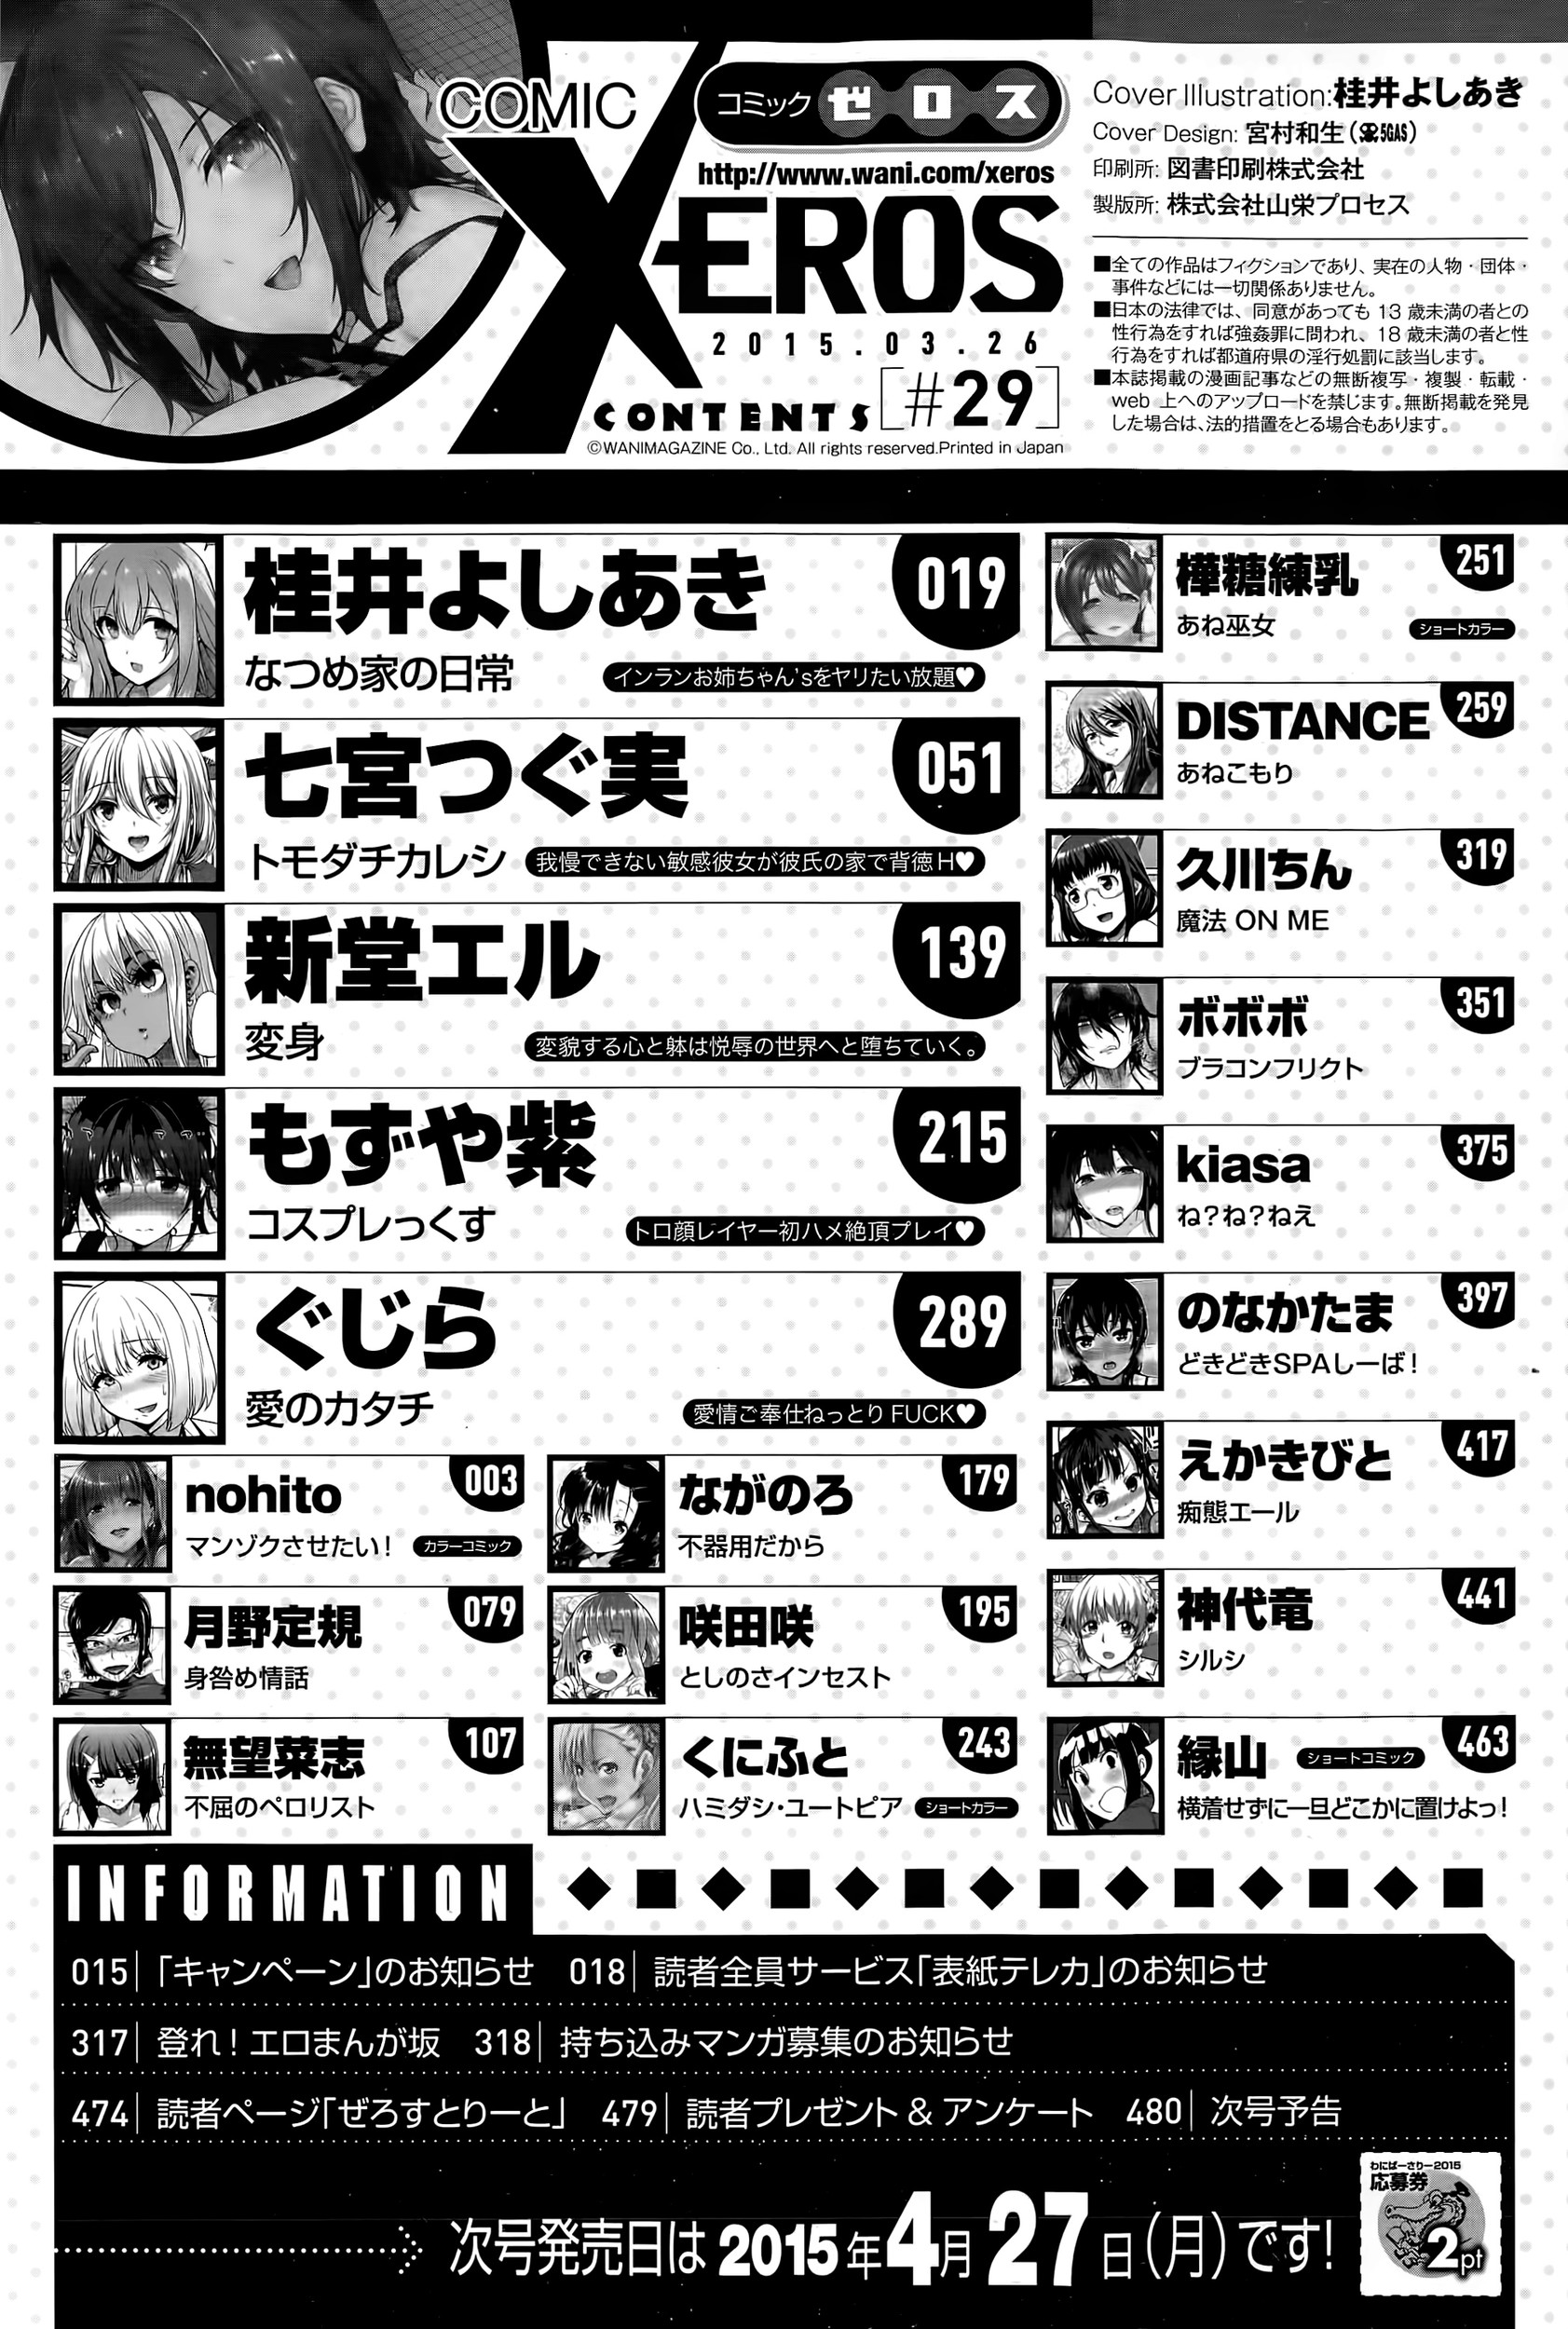 COMIC
コミック ゼロス
http://www.wani.com/xeros
XEROS
2015.03.26
CONTENTS [#29]
©WANIMAGAZINE Co., Ltd. All rights reserved.Printed in Japan
Cover Illustration:桂井よしあき
Cover Design: 宮村和生(5GAS)
印刷所: 図書印刷株式会社
製版所: 株式会社山栄プロセス
■全ての作品はフィクションであり、実在の人物・団体・
事件などには一切関係ありません。
■日本の法律では、同意があっても 13 歳未満の者との
性行為をすれば強姦罪に問われ、18 歳未満の者と性
行為をすれば都道府県の淫行処罰に該当します。
■本誌掲載の漫画記事などの無断複写・複製・転載・
web 上へのアップロードを禁じます。無断掲載を発見
した場合は、法的措置をとる場合もあります。
桂井よしあき 019
なつめ家の日常 インランお姉ちゃん'sをヤリたい放題♥
七宮つぐ実 051
トモダチカレシ 我慢できない敏感彼女が彼氏の家で背徳H♥
新堂エル 139
変身 変貌する心と躰は悦辱の世界へと堕ちていく。
もずや紫 215
コスプレっくす トロ顔レイヤー初ハメ絶頂プレイ♥
ぐじら 289
愛のカタチ 愛情ご奉仕ねっとりFUCK♥
nohito 003
マンゾクさせたい! カラーコミック
月野定規 079
身咎め情話
無望菜志 107
不屈のペロリスト
ながのろ 179
不器用だから
咲田咲 195
としのさインセスト
くにふと 243
ハミダシ・ユートピア ショートカラー
樺糖練乳 251
あね巫女 ショートカラー
DISTANCE 259
あねこもり
久川ちん 319
魔法 ON ME
ボボボ 351
ブラコンフリクト
kiasa 375
ね?ね?ねえ
のなかたま 397
どきどきSPAしーば!
えかきびと 417
痴態エール
神代竜 441
シルシ
縁山 ショートコミック 463
横着せずに一旦どこかに置けよっ!
INFORMATION
015 「キャンペーン」のお知らせ 018 読者全員サービス「表紙テレカ」のお知らせ
317 登れ!エロまんが坂 318 持ち込みマンガ募集のお知らせ
474 読者ページ「ぜろすとりーと」 479 読者プレゼント & アンケート 480 次号予告
次号発売日は 2015年4月27日(月)です!
わにばーさりー2015
応募券
2pt